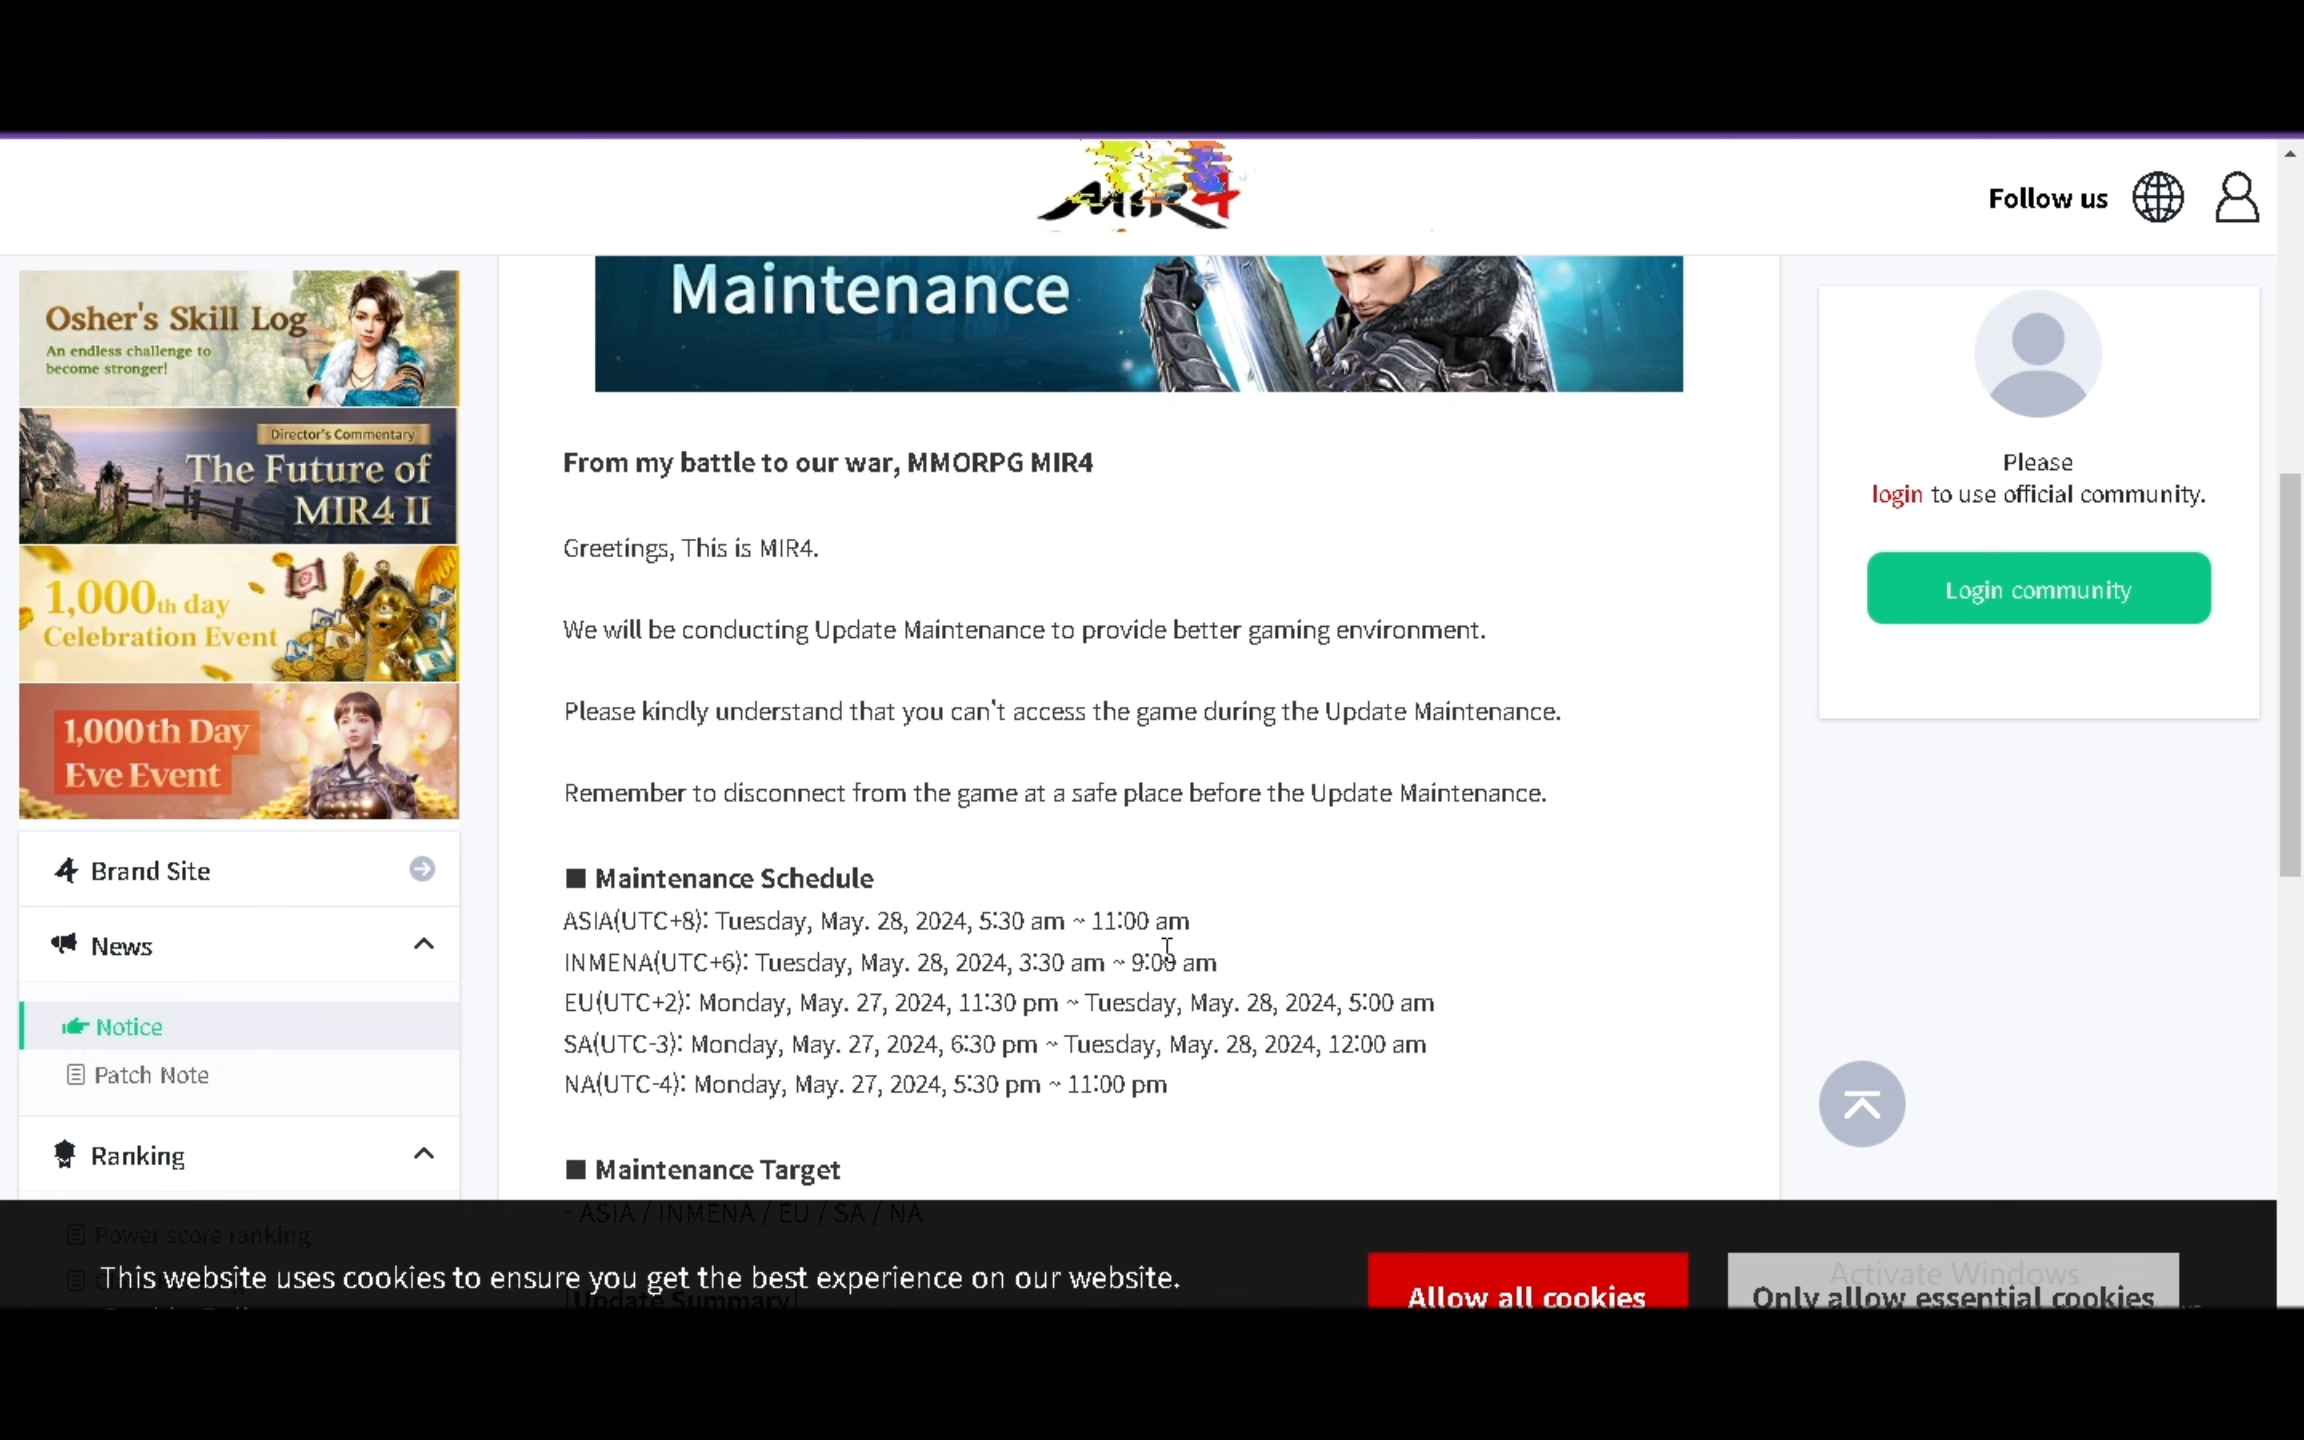 MIR4
Follow us
Osher's Skill Log
An endless challenge to
become stronger!
Director's Commentary
The Future of
MIR4 II
1,000th day
Celebration Event
1,000th Day
Eve Event
Brand Site
News
Notice
Patch Note
Ranking
Power score ranking
Maintenance
From my battle to our war, MMORPG MIR4
Greetings, This is MIR4.
We will be conducting Update Maintenance to provide better gaming environment.
Please kindly understand that you can't access the game during the Update Maintenance.
Remember to disconnect from the game at a safe place before the Update Maintenance.
■ Maintenance Schedule
ASIA(UTC+8): Tuesday, May. 28, 2024, 5:30 am ~ 11:00 am
INMENA(UTC+6): Tuesday, May. 28, 2024, 3:30 am ~ 9:00 am
EU(UTC+2): Monday, May. 27, 2024, 11:30 pm ~ Tuesday, May. 28, 2024, 5:00 am
SA(UTC-3): Monday, May. 27, 2024, 6:30 pm ~ Tuesday, May. 28, 2024, 12:00 am
NA(UTC-4): Monday, May. 27, 2024, 5:30 pm ~ 11:00 pm
■ Maintenance Target
- ASIA / INMENA / EU / SA / NA
Update Summary
Please
login to use official community.
Login community
This website uses cookies to ensure you get the best experience on our website.
Allow all cookies
Activate Windows
Only allow essential cookies